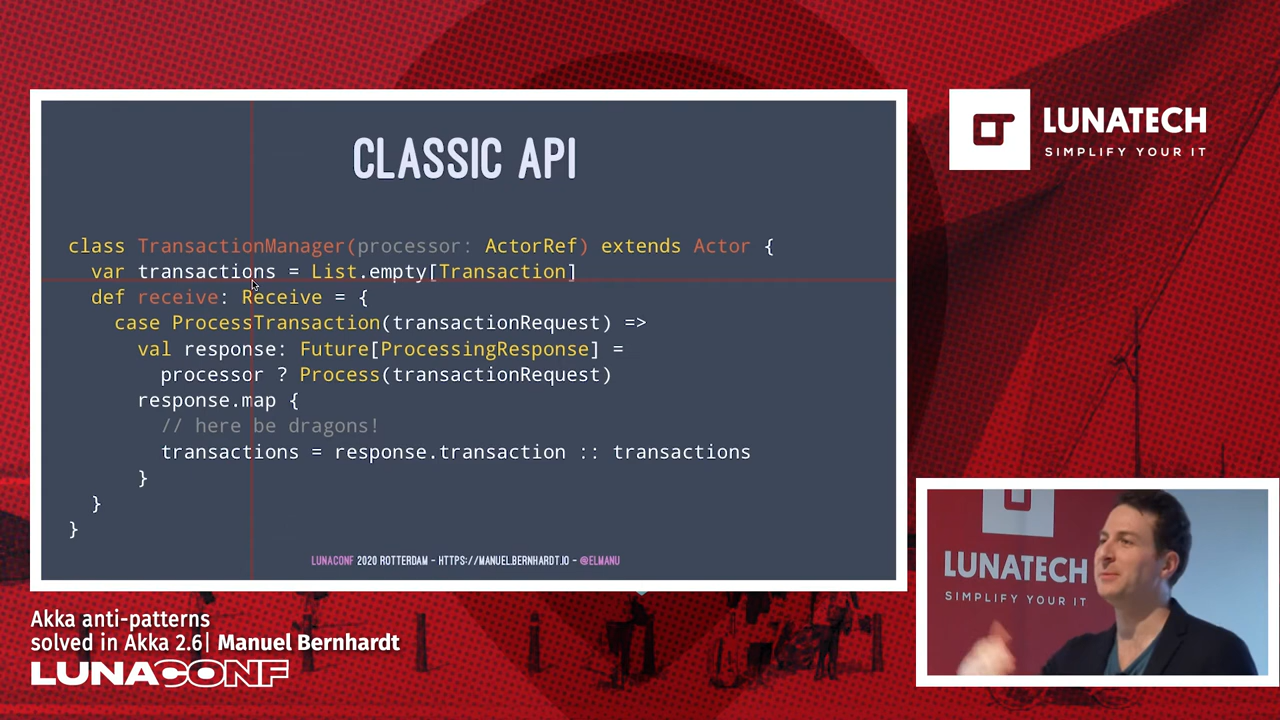 CLASSIC API
class TransactionManager(processor: ActorRef) extends Actor {
var transactions = List.empty[Transaction]
def receive: Receive = {
case ProcessTransaction(transactionRequest) =>
val response: Future[ProcessingResponse] =
processor ? Process(transactionRequest)
response.map {
// here be dragons!
transactions = response.transaction :: transactions
}
}
}
LUNACONF 2020 ROTTERDAM - HTTPS://MANUEL.BERNHARDT.IO - @ELMANU
LUNATECH
SIMPLIFY YOUR IT
LUNATECH
SIMPLIFY YOUR IT
Akka anti-patterns
solved in Akka 2.6| Manuel Bernhardt
LUNACONF